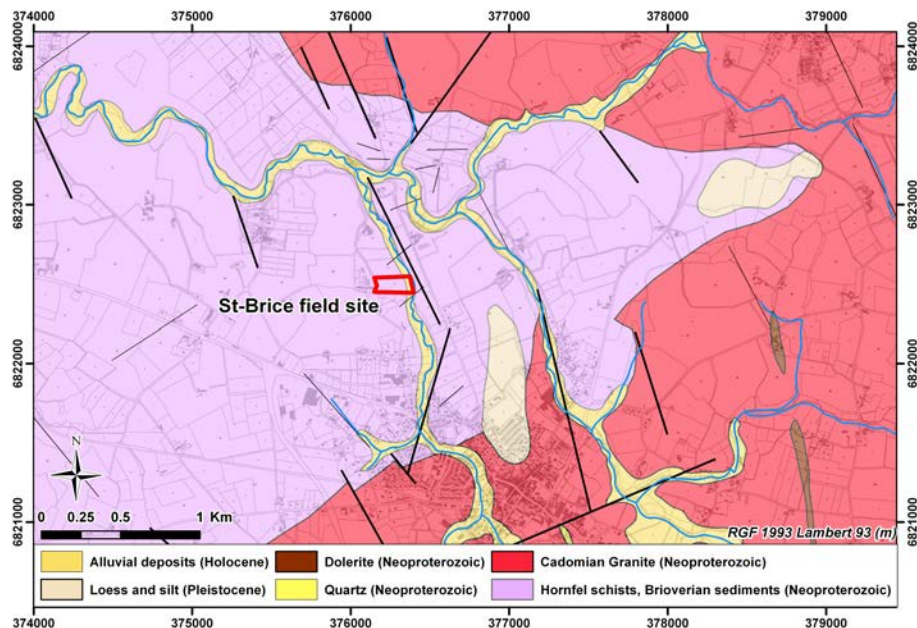 374000 375000 376000 377000 378000 379000
6824000 6824000
6823000 6823000
St-Brice field site
6822000 6822000
N
6821000 6821000
0 0.25 0.5 1 Km
RGF 1993 Lambert 93 (m)
Alluvial deposits (Holocene) Dolerite (Neoproterozoic) Cadomian Granite (Neoproterozoic)
Loess and silt (Pleistocene) Quartz (Neoproterozoic) Hornfel schists, Brioverian sediments (Neoproterozoic)
374000 375000 376000 377000 378000 379000